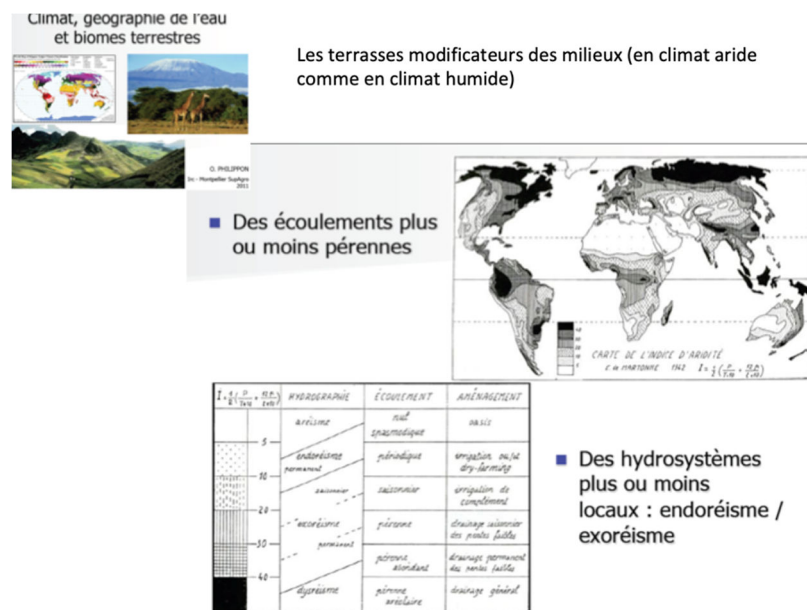 Climat, géographie de l'eau
et biomes terrestres
Les terrasses modificateurs des milieux (en climat aride
comme en climat humide)
O. PHILIPPON
Irc - Montpellier SupAgro
2011
Des écoulements plus
ou moins pérennes
CARTE DE L'INDICE D'ARIDITÉ
E. de MARTONNE 1942
HYDROGRAPHIE ÉCOULEMENT AMÉNAGEMENT
aréisme nul spasmodique oasis
5
endoréisme permanent périodique irrigation ou/et dry-farming
10
saisonnier saisonnier irrigation de complément
20
exoréisme pérenne drainage saisonnier des pentes faibles
30
permanent pérenne abondant drainage permanent des pentes faibles
40
dysréisme pérenne aréolaire drainage général
Des hydrosystèmes
plus ou moins
locaux : endoréisme /
exoréisme